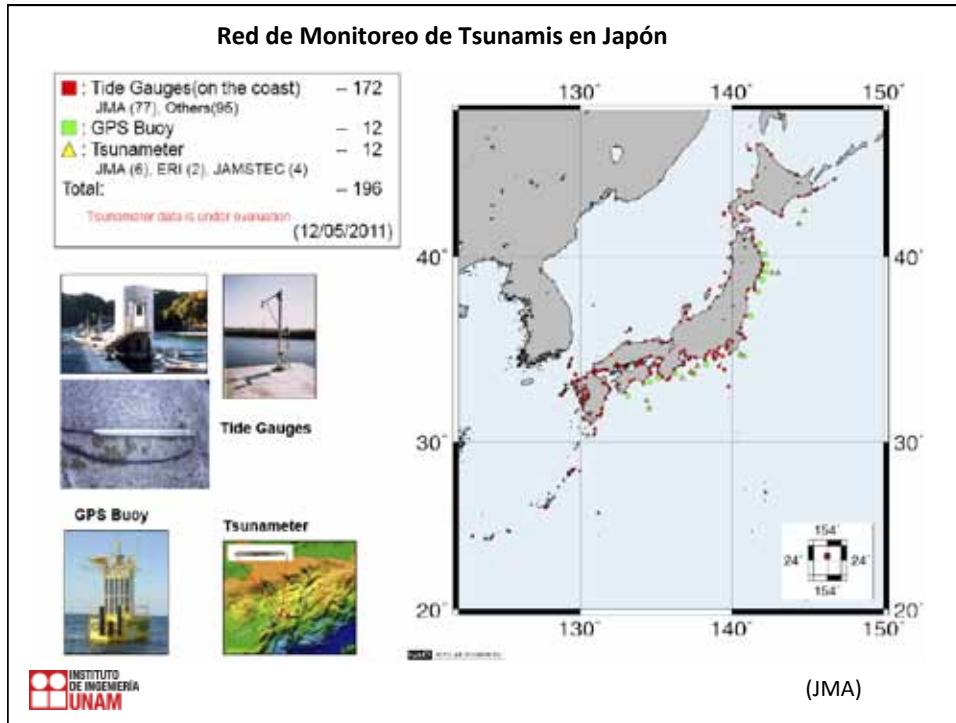 Red de Monitoreo de Tsunamis en Japón
: Tide Gauges(on the coast) -- 172
JMA (77), Others(95)
: GPS Buoy -- 12
: Tsunameter -- 12
JMA (6), ERI (2), JAMSTEC (4)
Total: -- 196
Tsunameter data is under evaluation
(12/05/2011)
Tide Gauges
GPS Buoy
Tsunameter
130° 140° 150°
40°
40°
30°
30°
154°
24° 24°
154°
20°
20°
130° 140° 150°
INSTITUTO
DE INGENIERÍA
UNAM
(JMA)